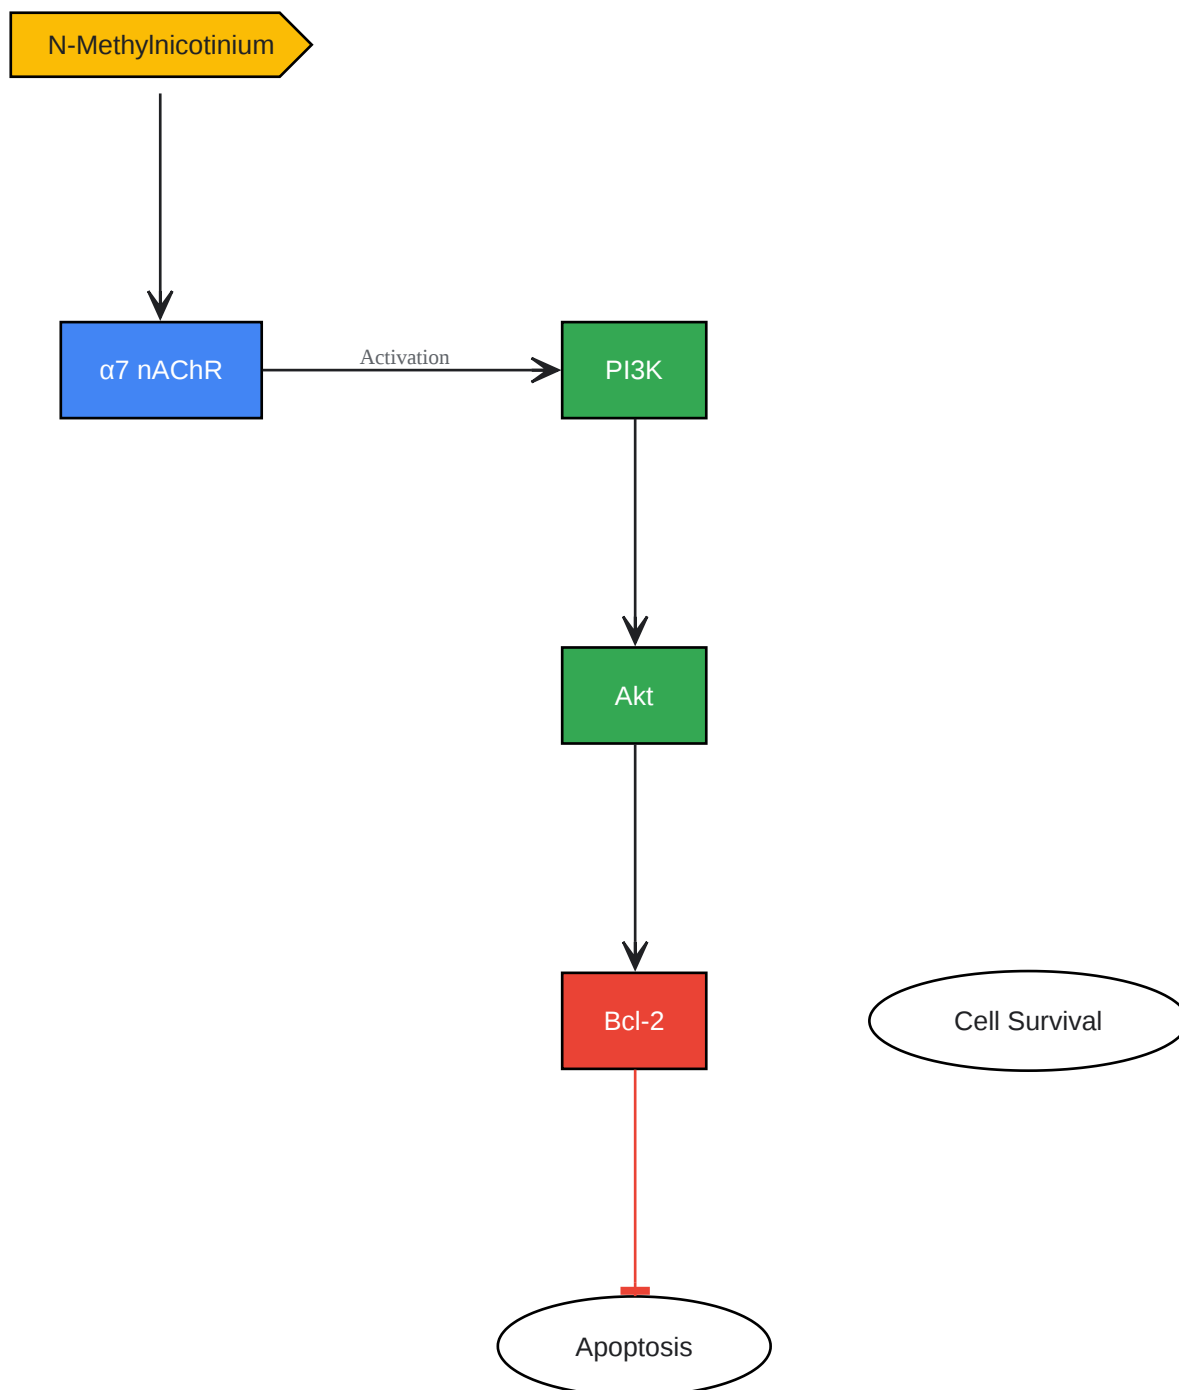 N-Methylnicotinium
α7 nAChR
Activation
PI3K
Akt
Bcl-2
Cell Survival
Apoptosis